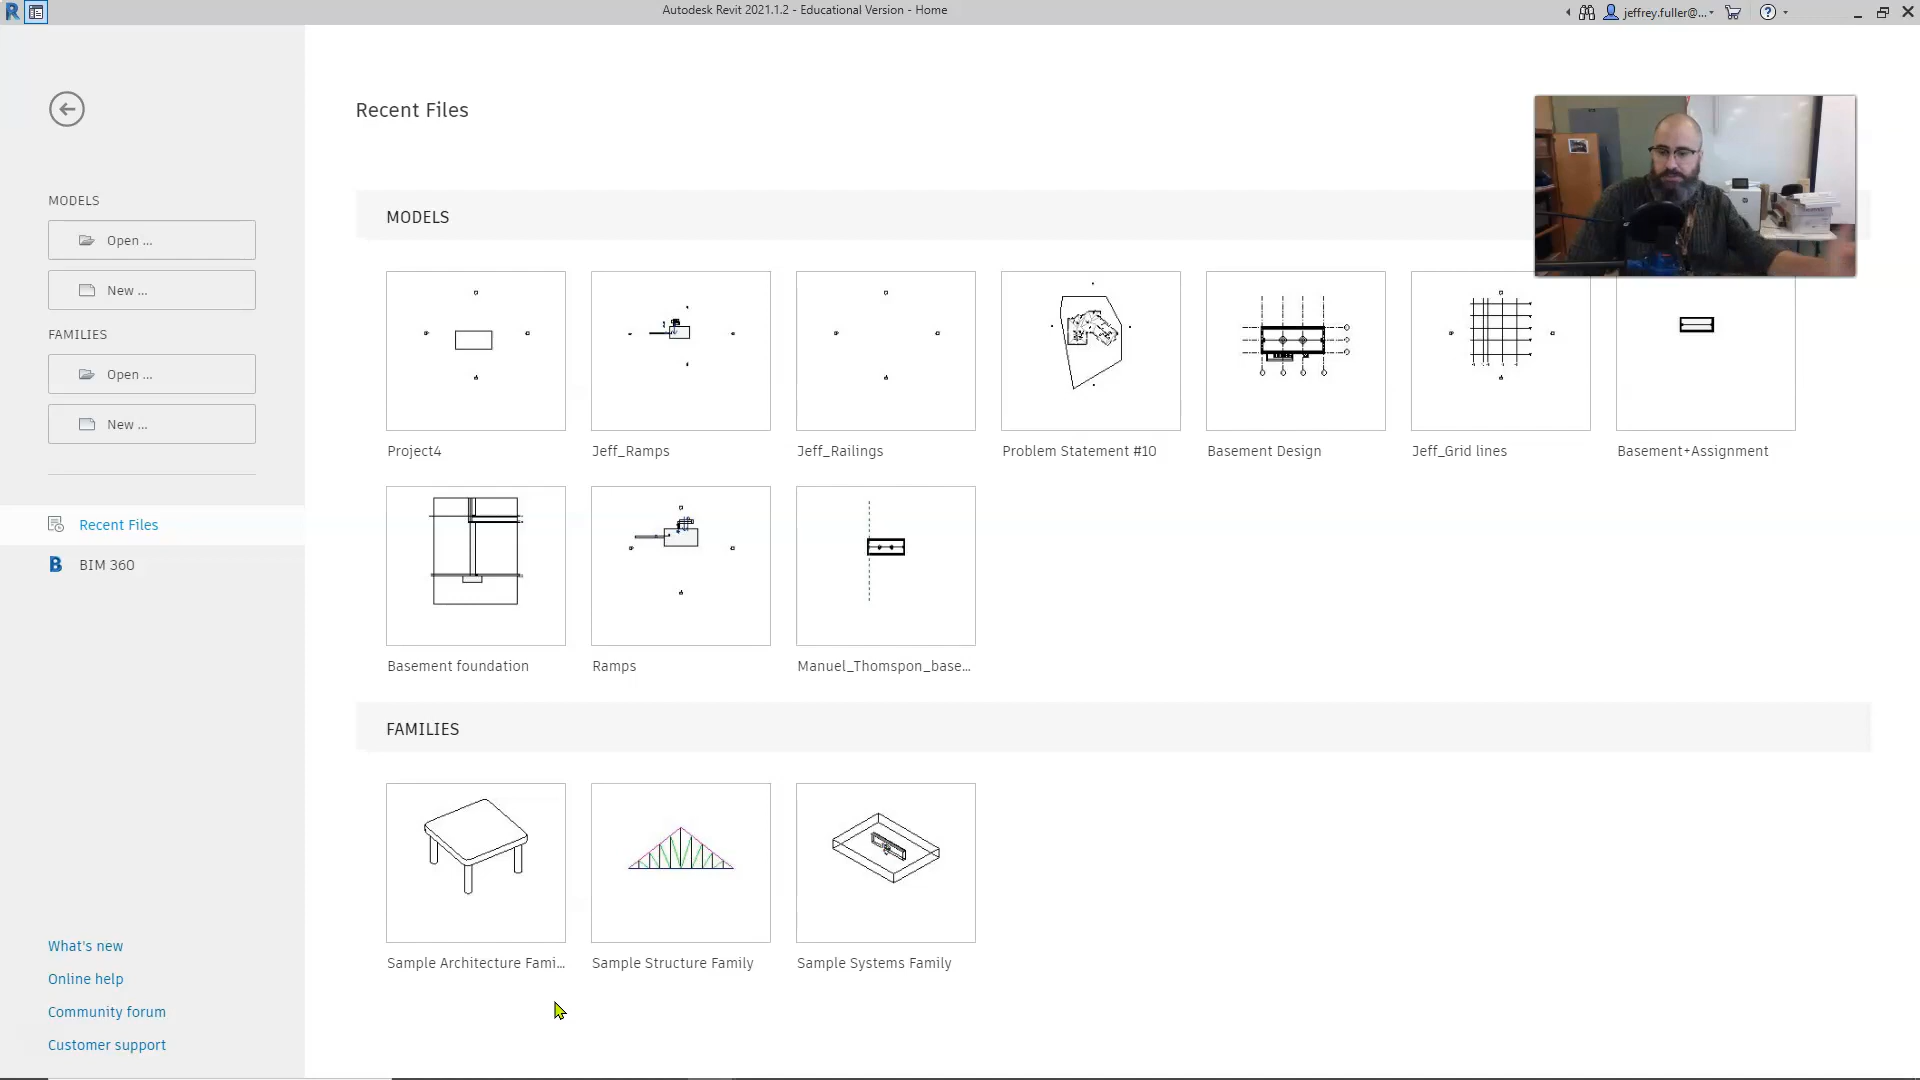 Autodesk Revit 2021.1.2 - Educational Version - Home
jeffrey.fuller@...
Recent Files
MODELS
Open ...
New ...
FAMILIES
Open ...
New ...
Recent Files
BIM 360
What's new
Online help
Community forum
Customer support
MODELS
Project4
Jeff_Ramps
Jeff_Railings
Problem Statement #10
Basement Design
Jeff_Grid lines
Basement+Assignment
Basement foundation
Ramps
Manuel_Thomspon_base...
FAMILIES
Sample Architecture Fami...
Sample Structure Family
Sample Systems Family